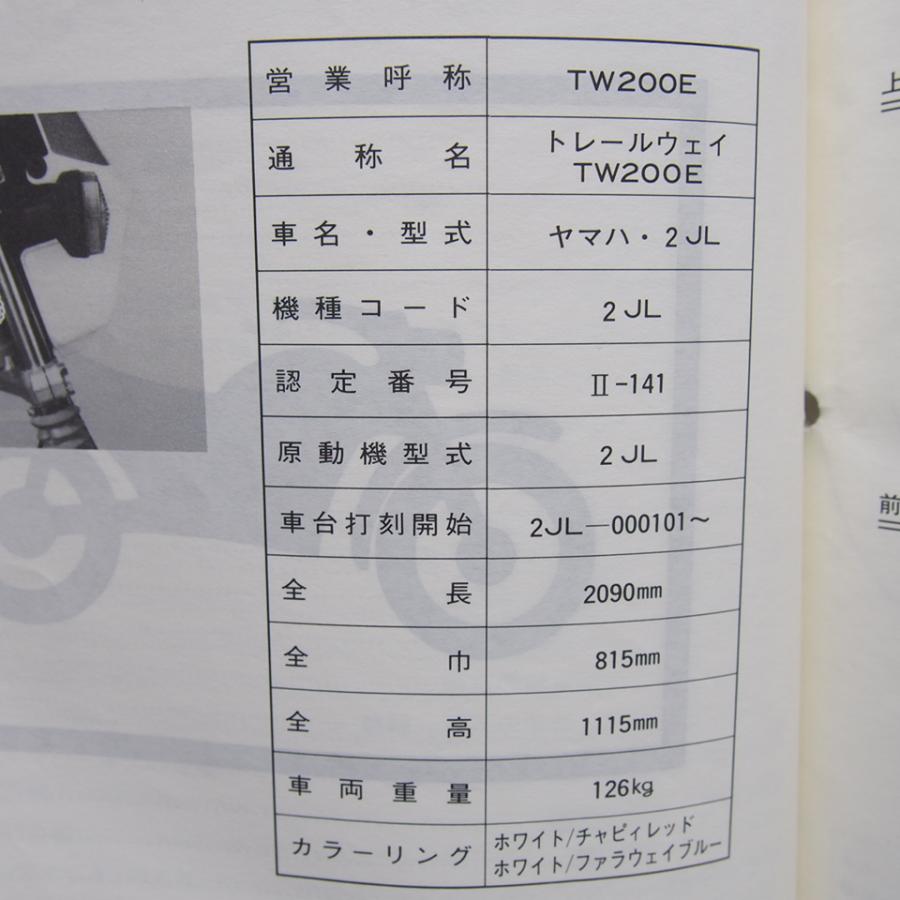 営業呼称 TW200E
通称名 トレールウェイ
TW200E
車名・型式 ヤマハ・2JL
機種コード 2JL
認定番号 II-141
原動機型式 2JL
車台打刻開始 2JL—000101～
全長 2090mm
全巾 815mm
全高 1115mm
車両重量 126kg
カラーリング ホワイト/チャピィレッド
ホワイト/ファラウェイブルー
上
前